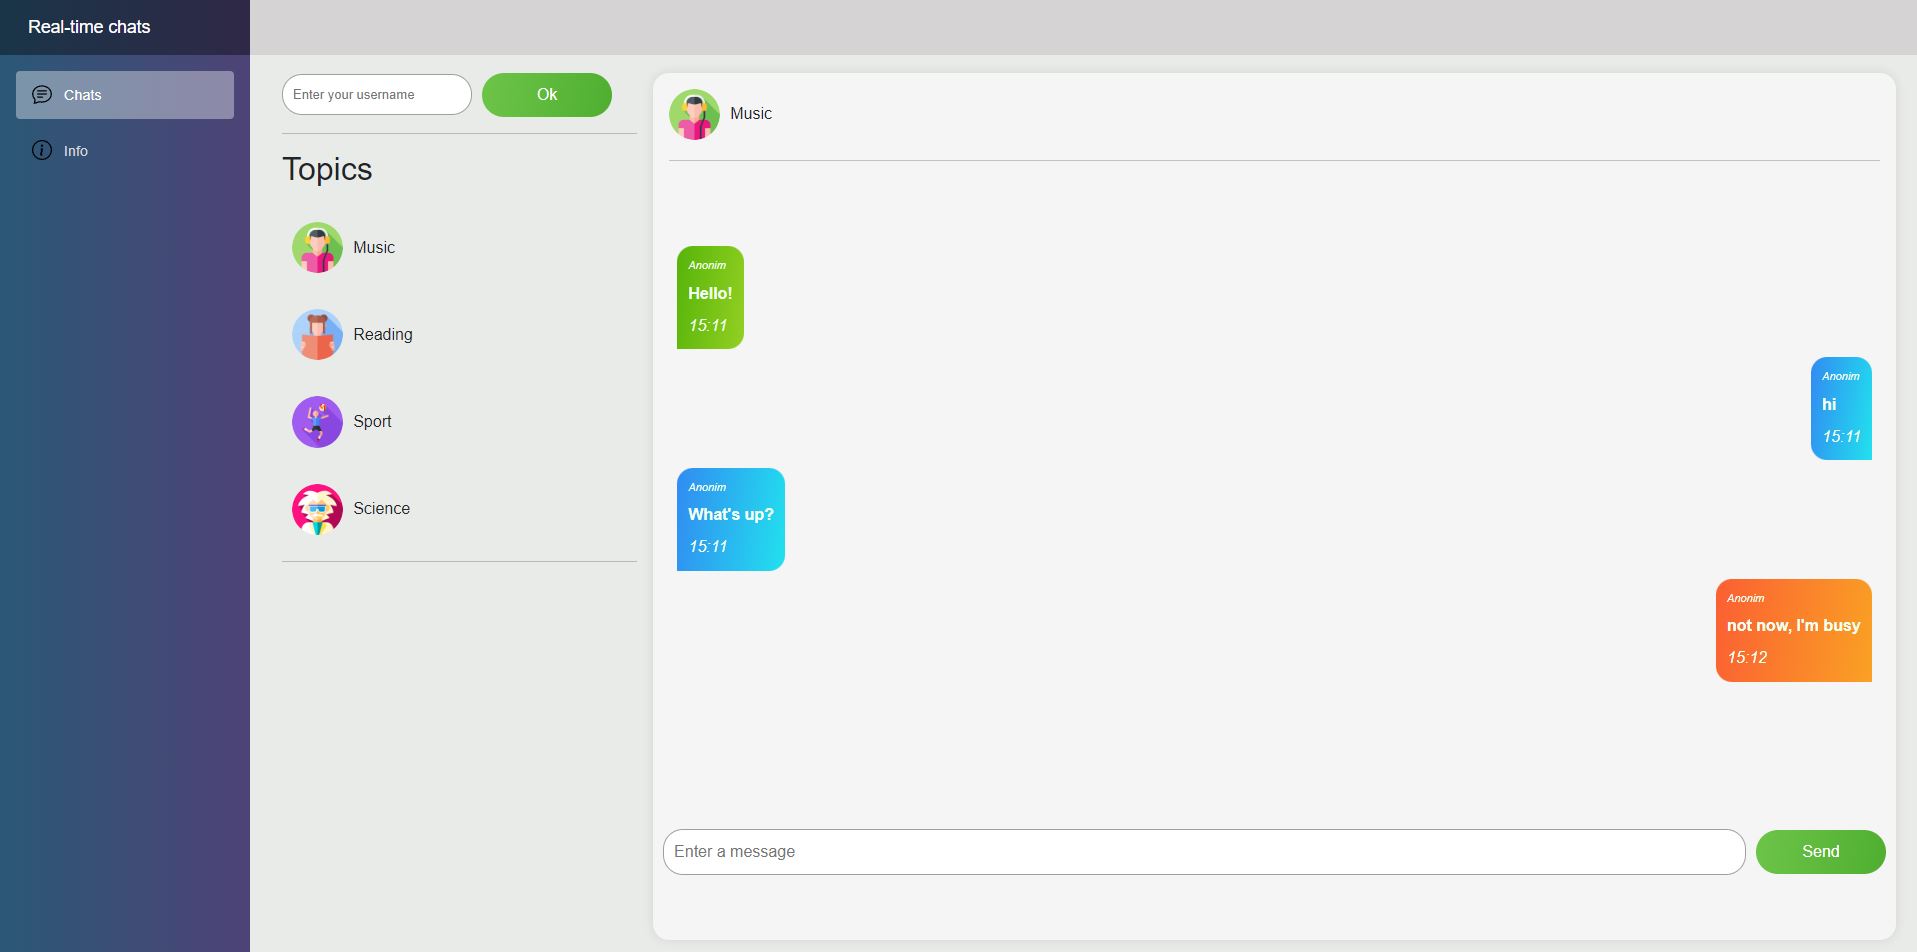 Real-time chats
Chats
Info
Enter your username
Ok
Topics
Music
Reading
Sport
Science
Music
Anonim
Hello!
15:11
Anonim
hi
15:11
Anonim
What's up?
15:11
Anonim
not now, I'm busy
15:12
Enter a message
Send